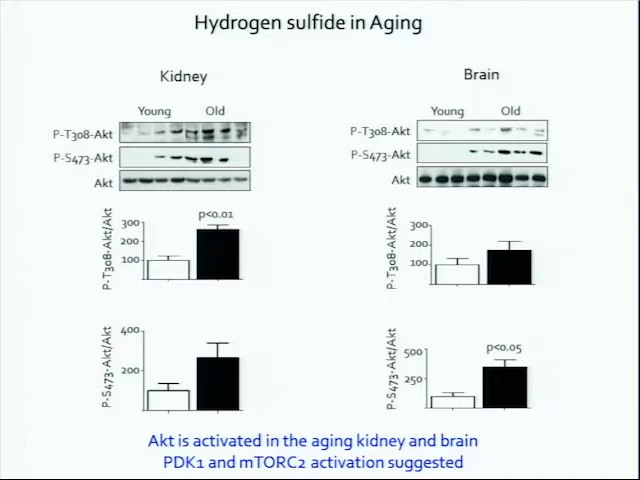 Hydrogen sulfide in Aging
Kidney
Young Old
P-T308-Akt
P-S473-Akt
Akt
p<0.01
P-T308-Akt/Akt
300
200
100
P-S473-Akt/Akt
400
200
Brain
Young Old
P-T308-Akt
P-S473-Akt
Akt
P-T308-Akt/Akt
300
200
100
p<0.05
P-S473-Akt/Akt
500
250
Akt is activated in the aging kidney and brain
PDK1 and mTORC2 activation suggested